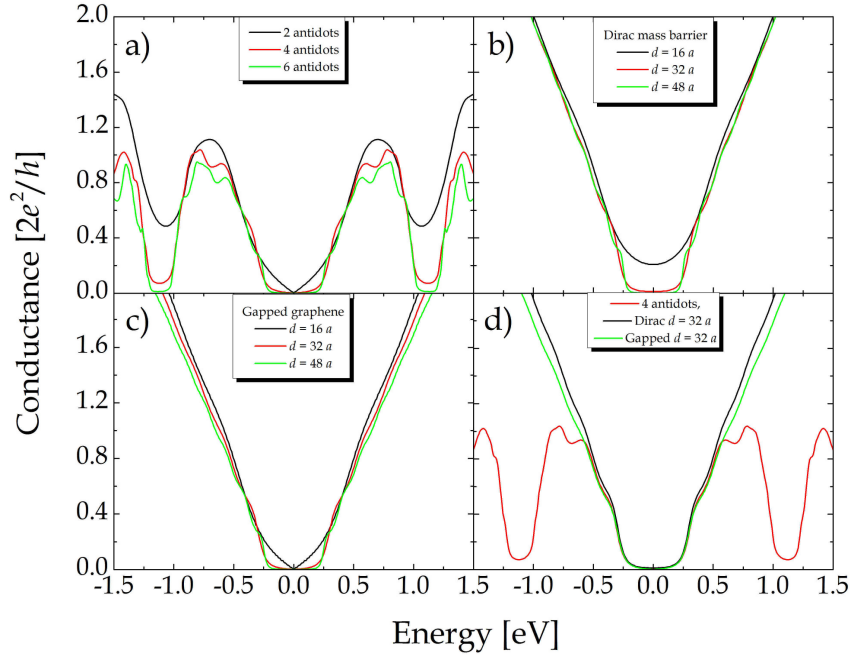 Conductance [2e²/h]
2.0
1.6
1.2
0.8
0.4
0.0
a)
2 antidots
4 antidots
6 antidots
b)
Dirac mass barrier
d = 16 a
d = 32 a
d = 48 a
1.6
1.2
0.8
0.4
0.0
c)
Gapped graphene
d = 16 a
d = 32 a
d = 48 a
d)
4 antidots,
Dirac d = 32 a
Gapped d = 32 a
-1.5 -1.0 -0.5 0.0 0.5 1.0 1.5 -1.0 -0.5 0.0 0.5 1.0 1.5
Energy [eV]